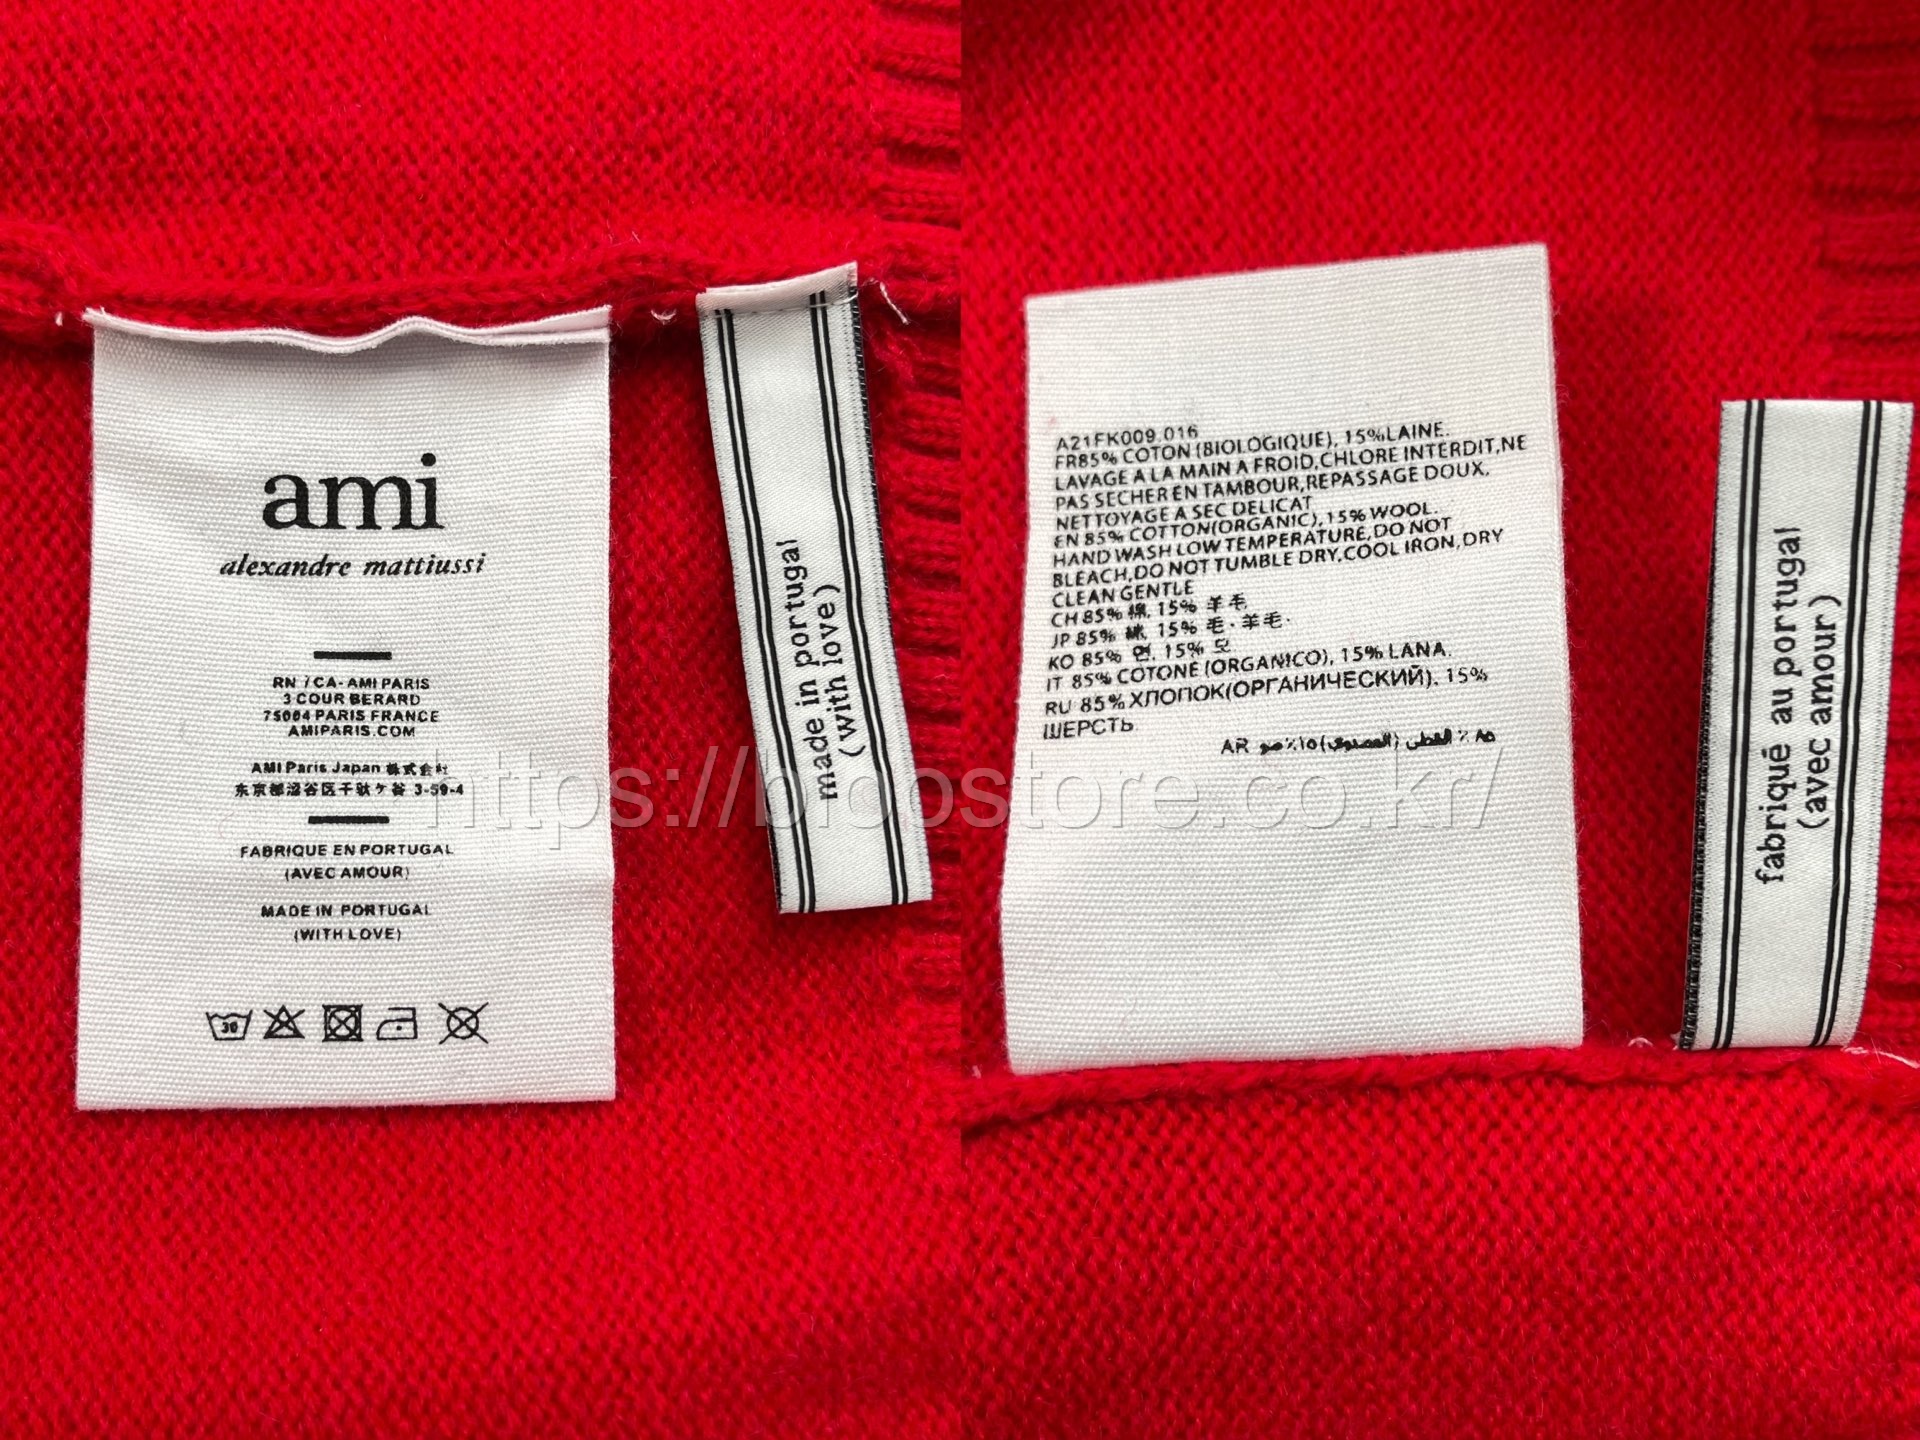 ami
alexandre mattiussi
RN / CA- AMI PARIS
3 COUR BERARD
75004 PARIS FRANCE
AMIPARIS.COM
AMI Paris Japan 株式会社
东京都涩谷区千駄ケ谷 3-59-4
FABRIQUE EN PORTUGAL
(AVEC AMOUR)
MADE IN PORTUGAL
(WITH LOVE)
30
made in portugal
(with love)
A21FK009.016
FR85% COTON (BIOLOGIQUE), 15%LAINE.
LAVAGE A LA MAIN A FROID,CHLORE INTERDIT,NE
PAS SECHER EN TAMBOUR,REPASSAGE DOUX,
NETTOYAGE A SEC DELICAT
EN 85% COTTON(ORGANIC),15% WOOL.
HAND WASH LOW TEMPERATURE,DO NOT
BLEACH,DO NOT TUMBLE DRY,COOL IRON,DRY
CLEAN GENTLE
CH 85% 棉, 15% 羊毛
JP 85% 綿, 15% 毛·羊毛.
KO 85% 면, 15% 모
IT 85% COTONE (ORGANICO), 15% LANA.
RU 85% ХЛОПОК(ОРГАНИЧЕСКИЙ), 15%
ШЕРСТЬ
AR
fabriqué au portugal
(avec amour)
https://bloostore.co.kr/